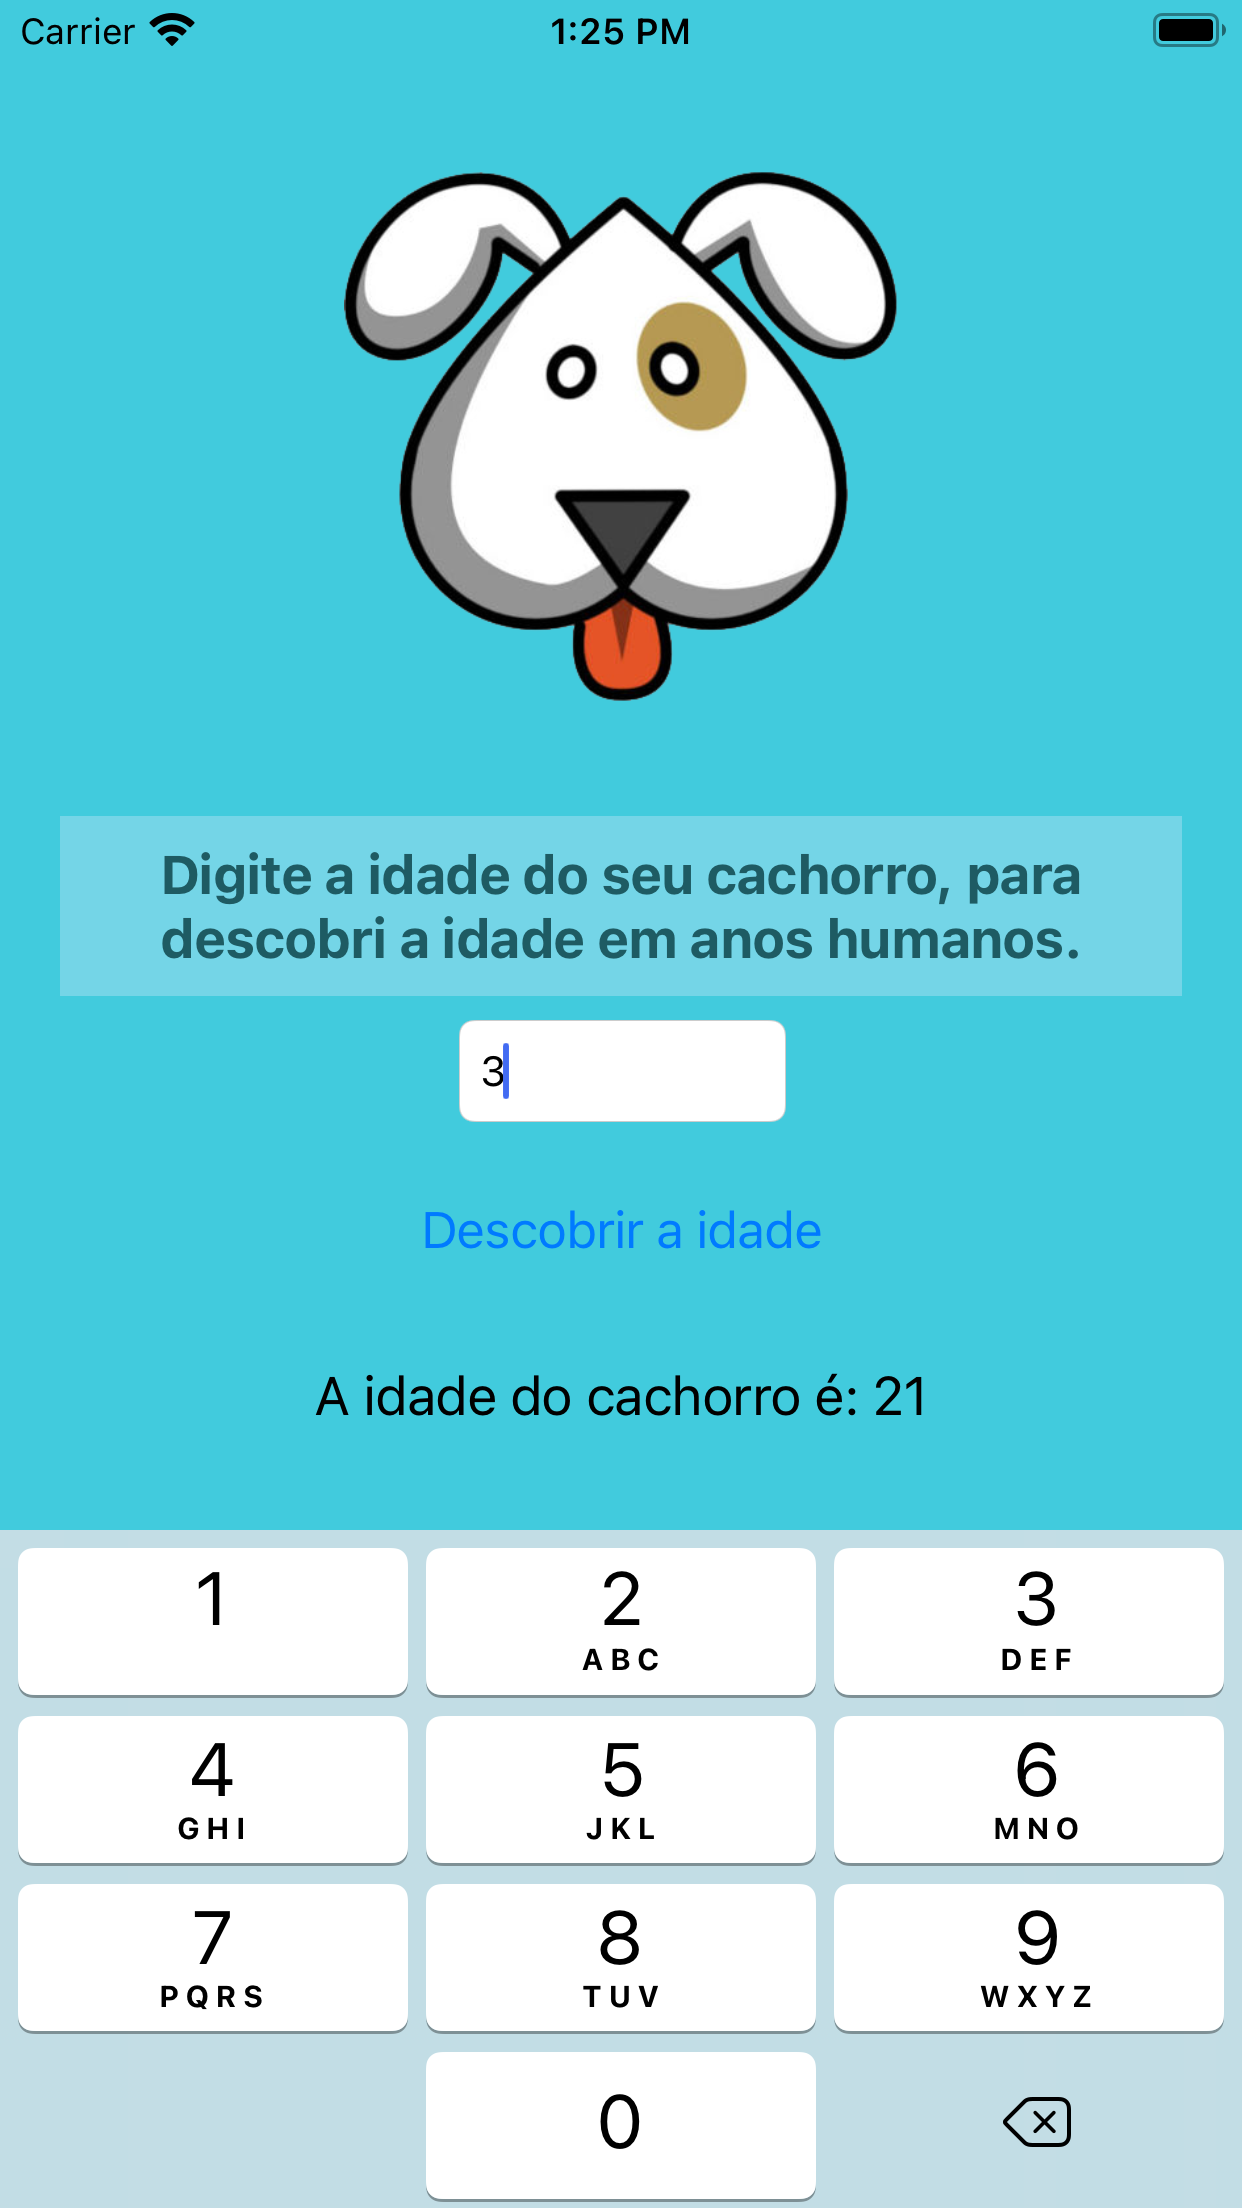 Carrier 1:25 PM
Digite a idade do seu cachorro, para
descobri a idade em anos humanos.
3
Descobrir a idade
A idade do cachorro é: 21
1 2 3
ABC DEF
4 5 6
GHI JKL MNO
7 8 9
PQRS TUV WXYZ
0